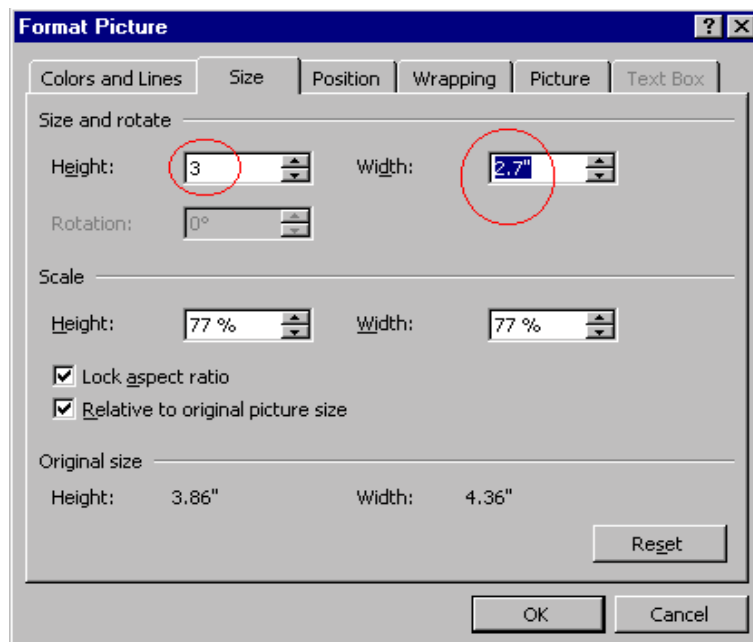 Format Picture
Colors and Lines Size Position Wrapping Picture Text Box
Size and rotate
Height: 3 Width: 2.7"
Rotation: 0°
Scale
Height: 77 % Width: 77 %
Lock aspect ratio
Relative to original picture size
Original size
Height: 3.86" Width: 4.36"
Reset
OK Cancel